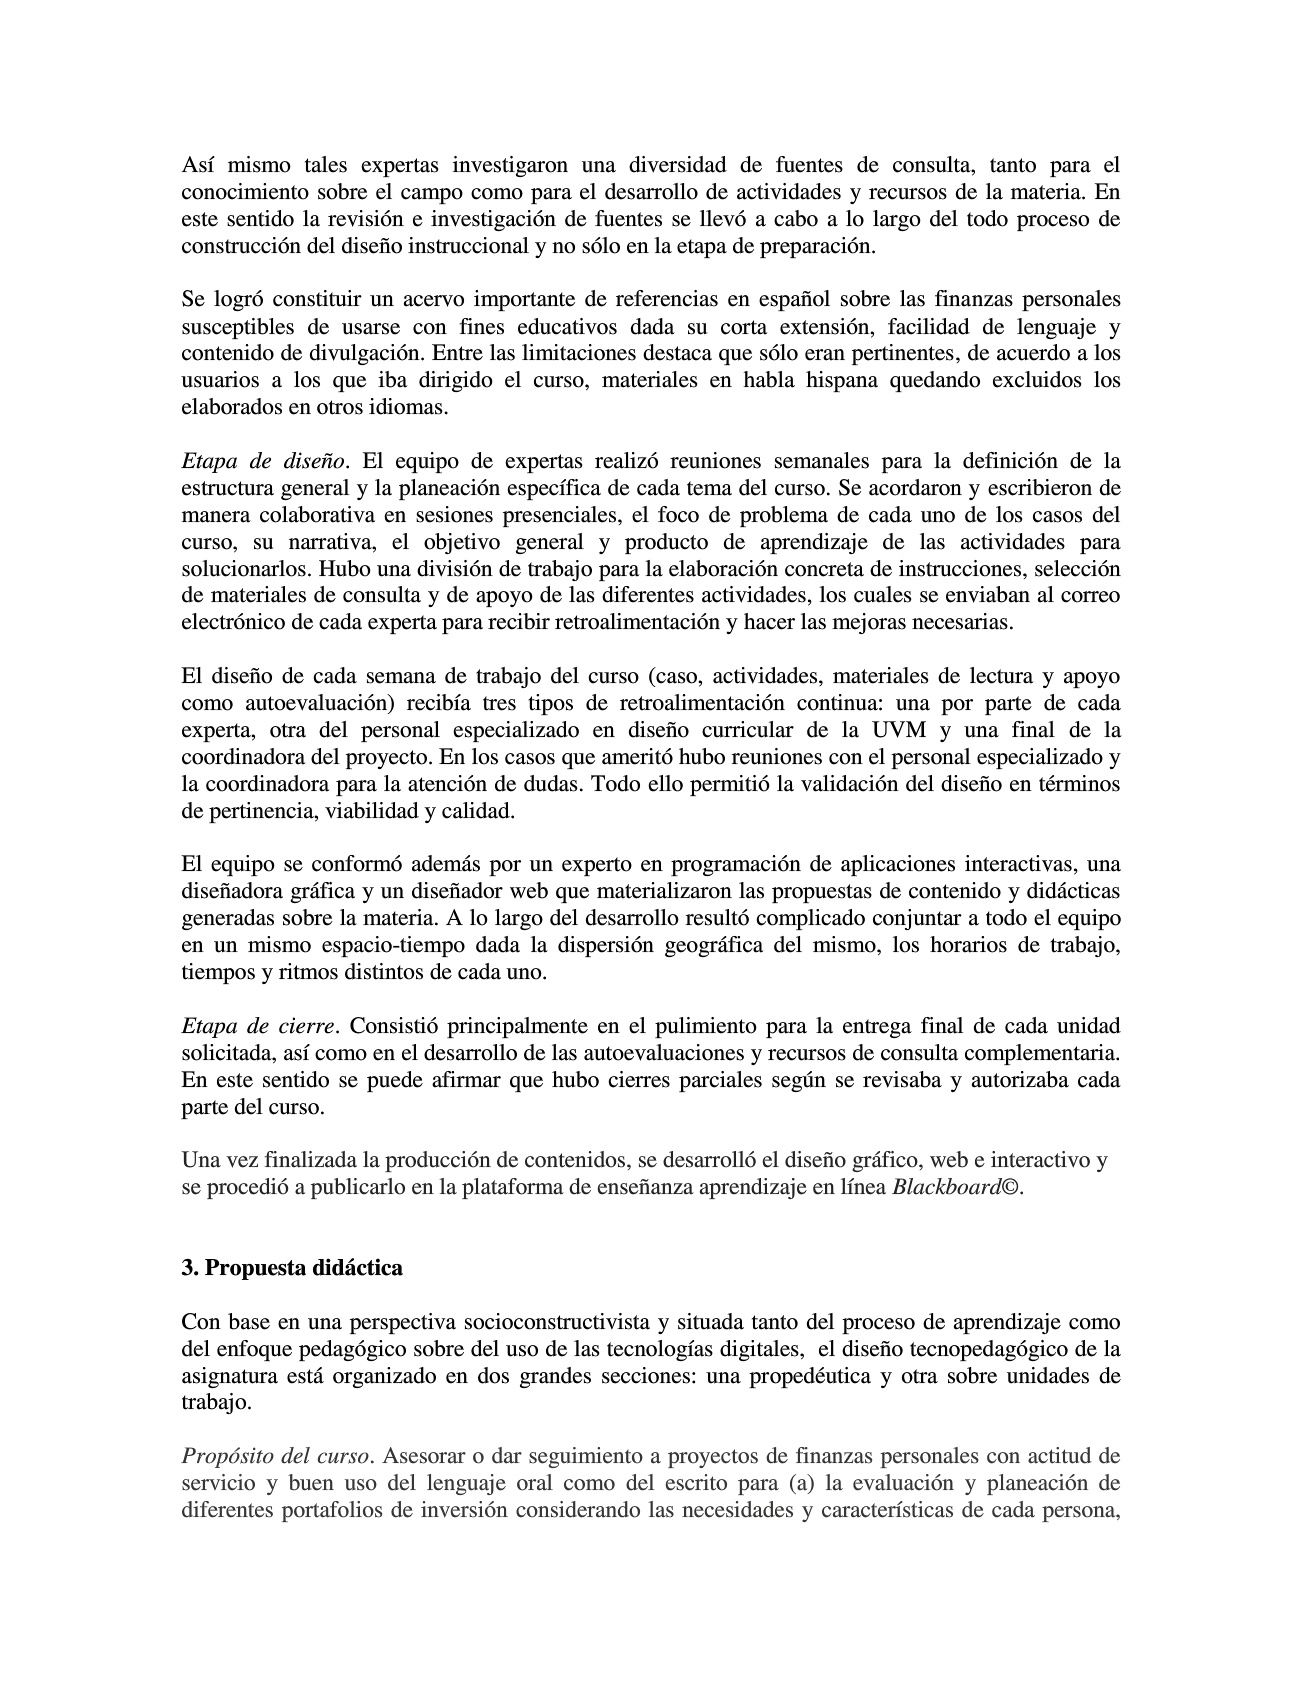 Así mismo tales expertas investigaron una diversidad de fuentes de consulta, tanto para el
conocimiento sobre el campo como para el desarrollo de actividades y recursos de la materia. En
este sentido la revisión e investigación de fuentes se llevó a cabo a lo largo del todo proceso de
construcción del diseño instruccional y no sólo en la etapa de preparación.
Se logró constituir un acervo importante de referencias en español sobre las finanzas personales
susceptibles de usarse con fines educativos dada su corta extensión, facilidad de lenguaje y
contenido de divulgación. Entre las limitaciones destaca que sólo eran pertinentes, de acuerdo a los
usuarios a los que iba dirigido el curso, materiales en habla hispana quedando excluidos los
elaborados en otros idiomas.
Etapa de diseño. El equipo de expertas realizó reuniones semanales para la definición de la
estructura general y la planeación específica de cada tema del curso. Se acordaron y escribieron de
manera colaborativa en sesiones presenciales, el foco de problema de cada uno de los casos del
curso, su narrativa, el objetivo general y producto de aprendizaje de las actividades para
solucionarlos. Hubo una división de trabajo para la elaboración concreta de instrucciones, selección
de materiales de consulta y de apoyo de las diferentes actividades, los cuales se enviaban al correo
electrónico de cada experta para recibir retroalimentación y hacer las mejoras necesarias.
El diseño de cada semana de trabajo del curso (caso, actividades, materiales de lectura y apoyo
como autoevaluación) recibía tres tipos de retroalimentación continua: una por parte de cada
experta, otra del personal especializado en diseño curricular de la UVM y una final de la
coordinadora del proyecto. En los casos que ameritó hubo reuniones con el personal especializado y
la coordinadora para la atención de dudas. Todo ello permitió la validación del diseño en términos
de pertinencia, viabilidad y calidad.
El equipo se conformó además por un experto en programación de aplicaciones interactivas, una
diseñadora gráfica y un diseñador web que materializaron las propuestas de contenido y didácticas
generadas sobre la materia. A lo largo del desarrollo resultó complicado conjuntar a todo el equipo
en un mismo espacio-tiempo dada la dispersión geográfica del mismo, los horarios de trabajo,
tiempos y ritmos distintos de cada uno.
Etapa de cierre. Consistió principalmente en el pulimiento para la entrega final de cada unidad
solicitada, así como en el desarrollo de las autoevaluaciones y recursos de consulta complementaria.
En este sentido se puede afirmar que hubo cierres parciales según se revisaba y autorizaba cada
parte del curso.
Una vez finalizada la producción de contenidos, se desarrolló el diseño gráfico, web e interactivo y
se procedió a publicarlo en la plataforma de enseñanza aprendizaje en línea Blackboard©.
3. Propuesta didáctica
Con base en una perspectiva socioconstructivista y situada tanto del proceso de aprendizaje como
del enfoque pedagógico sobre del uso de las tecnologías digitales, el diseño tecnopedagógico de la
asignatura está organizado en dos grandes secciones: una propedéutica y otra sobre unidades de
trabajo.
Propósito del curso. Asesorar o dar seguimiento a proyectos de finanzas personales con actitud de
servicio y buen uso del lenguaje oral como del escrito para (a) la evaluación y planeación de
diferentes portafolios de inversión considerando las necesidades y características de cada persona,